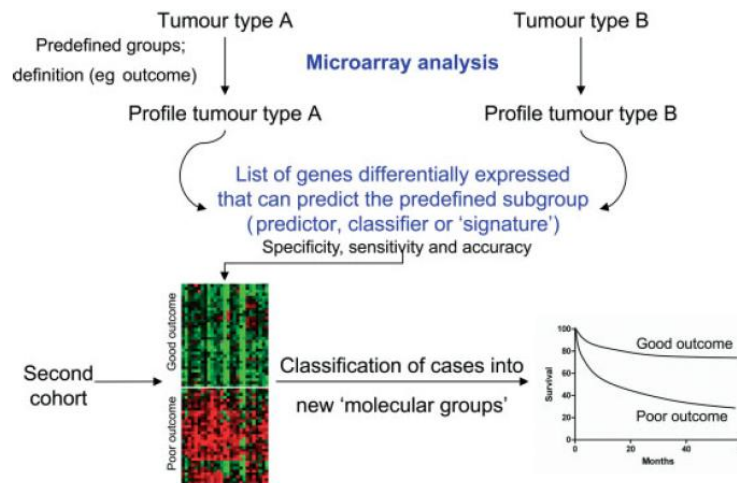 Tumour type A
Tumour type B
Predefined groups;
definition (eg outcome)
Microarray analysis
Profile tumour type A
Profile tumour type B
List of genes differentially expressed
that can predict the predefined subgroup
(predictor, classifier or ‘signature’)
Specificity, sensitivity and accuracy
Second
cohort
Good outcome
Poor outcome
Classification of cases into
new ‘molecular groups’
Survival
100
80
60
40
20
0
Good outcome
Poor outcome
0
20
40
Months